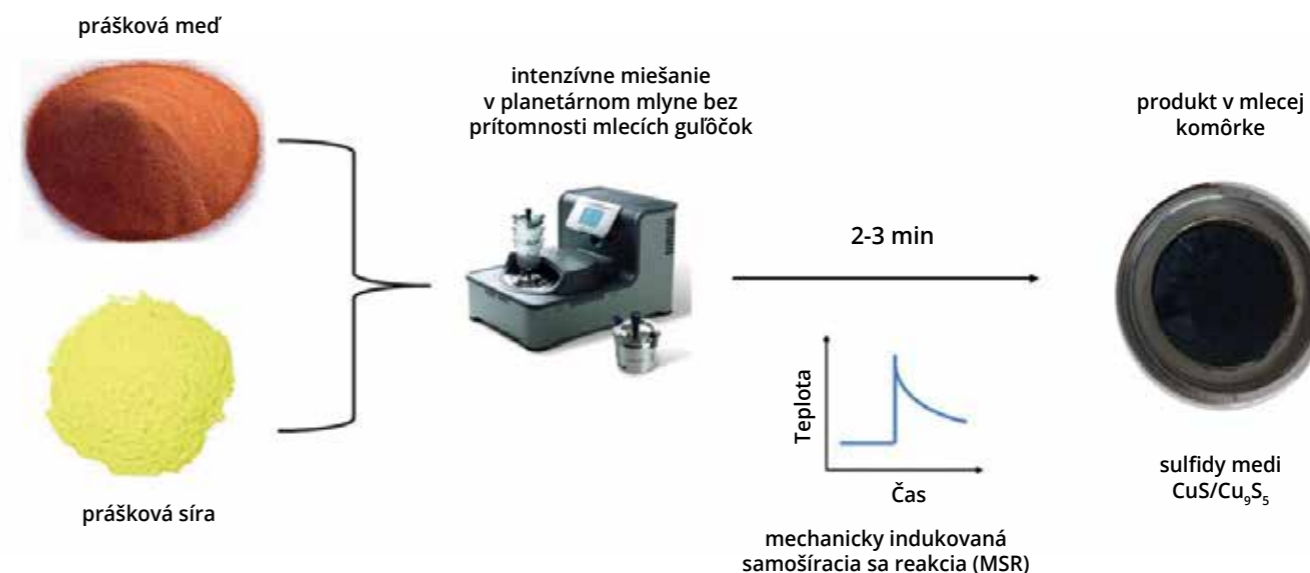 prášková meď
prášková síra
intenzívne miešanie
v planetárnom mlyne bez
prítomnosti mlecích guľôčok
2-3 min
Teplota
Čas
mechanicky indukovaná
samošíriaca sa reakcia (MSR)
produkt v mlecej
komôrke
sulfidy medi
CuS/Cu₉S₅